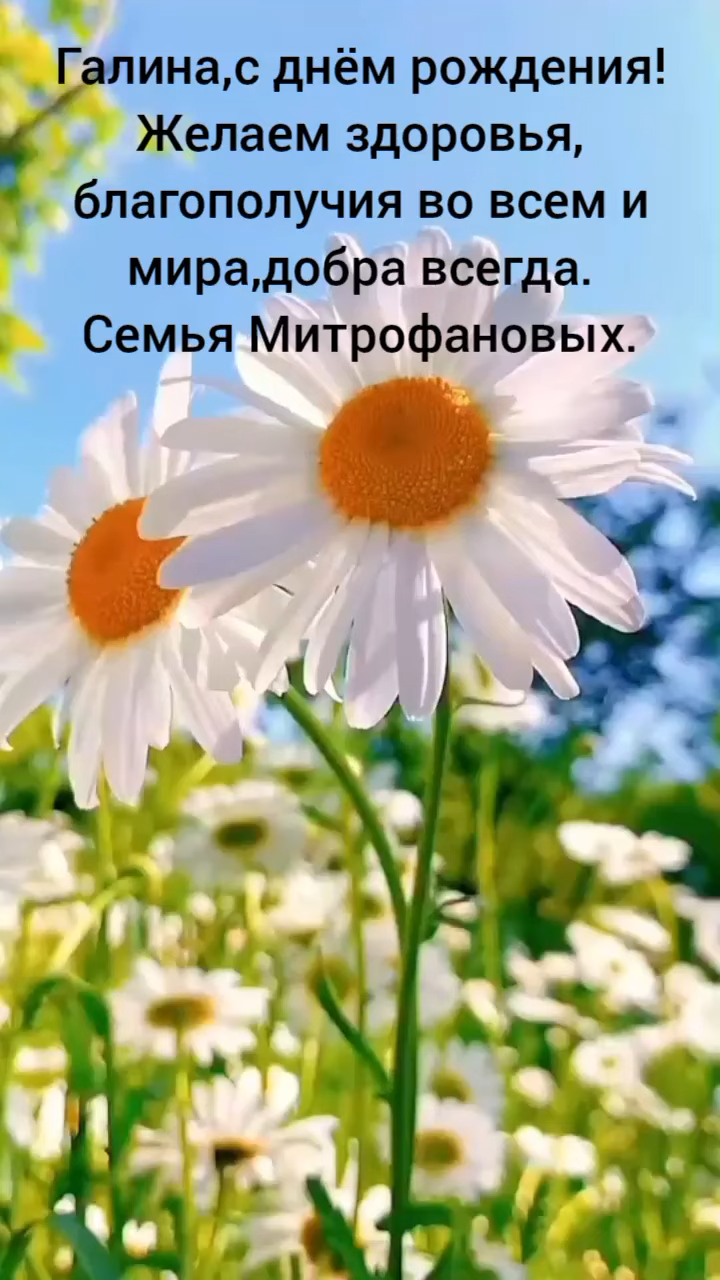 Галина,с днём рождения!
Желаем здоровья,
благополучия во всем и
мира,добра всегда.
Семья Митрофановых.